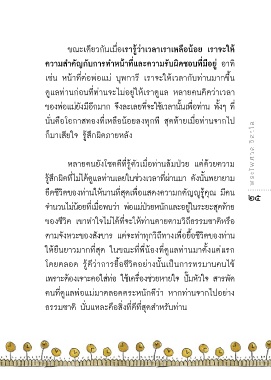 ขณะเดียวกันเมื่อเรารู้ว่าเวลาเราเหลือน้อย เราจะให้
ความสำคัญกับการทำหน้าที่และความรับผิดชอบที่มีอยู่ อาทิ
เช่น หน้าที่ต่อพ่อแม่ บุพการี เราจะให้เวลากับท่านมากขึ้น
ดูแลท่านก่อนที่ท่านจะไม่อยู่ให้เราดูแล หลายคนคิดว่าเวลา
ของพ่อแม่ยังมีอีกมาก จึงละเลยที่จะใช้เวลานั้นเพื่อท่าน ทั้งๆ ที่
นั่นคือโอกาสทองที่เหลือน้อยลงทุกที สุดท้ายเมื่อท่านจากไป
ก็มาเสียใจ รู้สึกผิดภายหลัง
หลายคนยังโชคดีที่รู้ตัวเมื่อท่านล้มป่วย แต่ด้วยความ
รู้สึกผิดที่ไม่ได้ดูแลท่านเลยในช่วงเวลาที่ผ่านมา ดังนั้นพยายาม
ยืดชีวิตของท่านให้นานที่สุดเพื่อแสดงความกตัญญูรู้คุณ มีคน
จำนวนไม่น้อยที่เมื่อพบว่า พ่อแม่ป่วยหนักและอยู่ในระยะสุดท้าย
ของชีวิต เขาทำใจไม่ได้ที่จะให้ท่านตายตามวิถีธรรมชาติหรือ
ตามจังหวะของสังขาร แต่จะทำทุกวิถีทางเพื่อยื้อชีวิตของท่าน
ให้ยืนยาวมากที่สุด ในขณะที่พี่น้องที่ดูแลท่านมาตั้งแต่แรก
โดยตลอด รู้ดีว่าการยื้อชีวิตอย่างนั้นเป็นการทรมานคนไข้
เพราะต้องเจาะคอใส่ท่อ ใช้เครื่องช่วยหายใจ ปั๊มหัวใจ สารพัด
คนที่ดูแลพ่อแม่มาตลอดตระหนักดีว่า หากท่านจากไปอย่าง
ธรรมชาติ นั่นแหละคือสิ่งที่ดีที่สุดสำหรับท่าน
พระไพศาล วิสาโล
๒๕